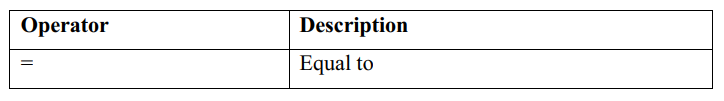 Operator Description
= Equal to